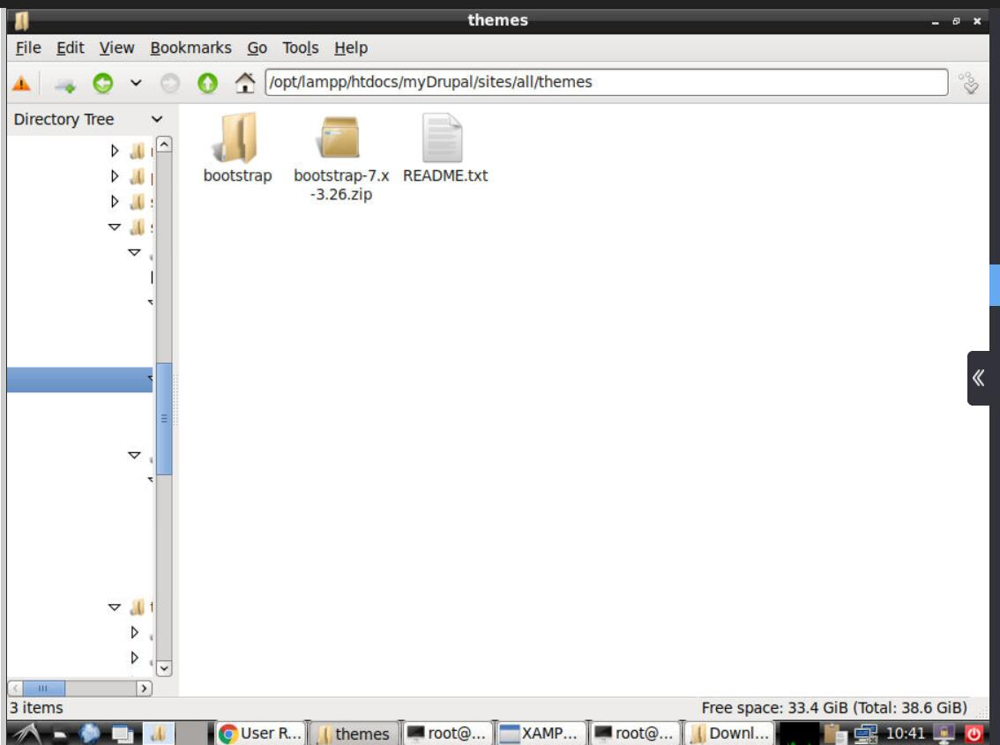 themes
File Edit View Bookmarks Go Tools Help
/opt/lampp/htdocs/myDrupal/sites/all/themes
Directory Tree
bootstrap
bootstrap-7.x
-3.26.zip
README.txt
3 items
Free space: 33.4 GiB (Total: 38.6 GiB)
User R... themes root@... XAMP... root@... Downl... 10:41